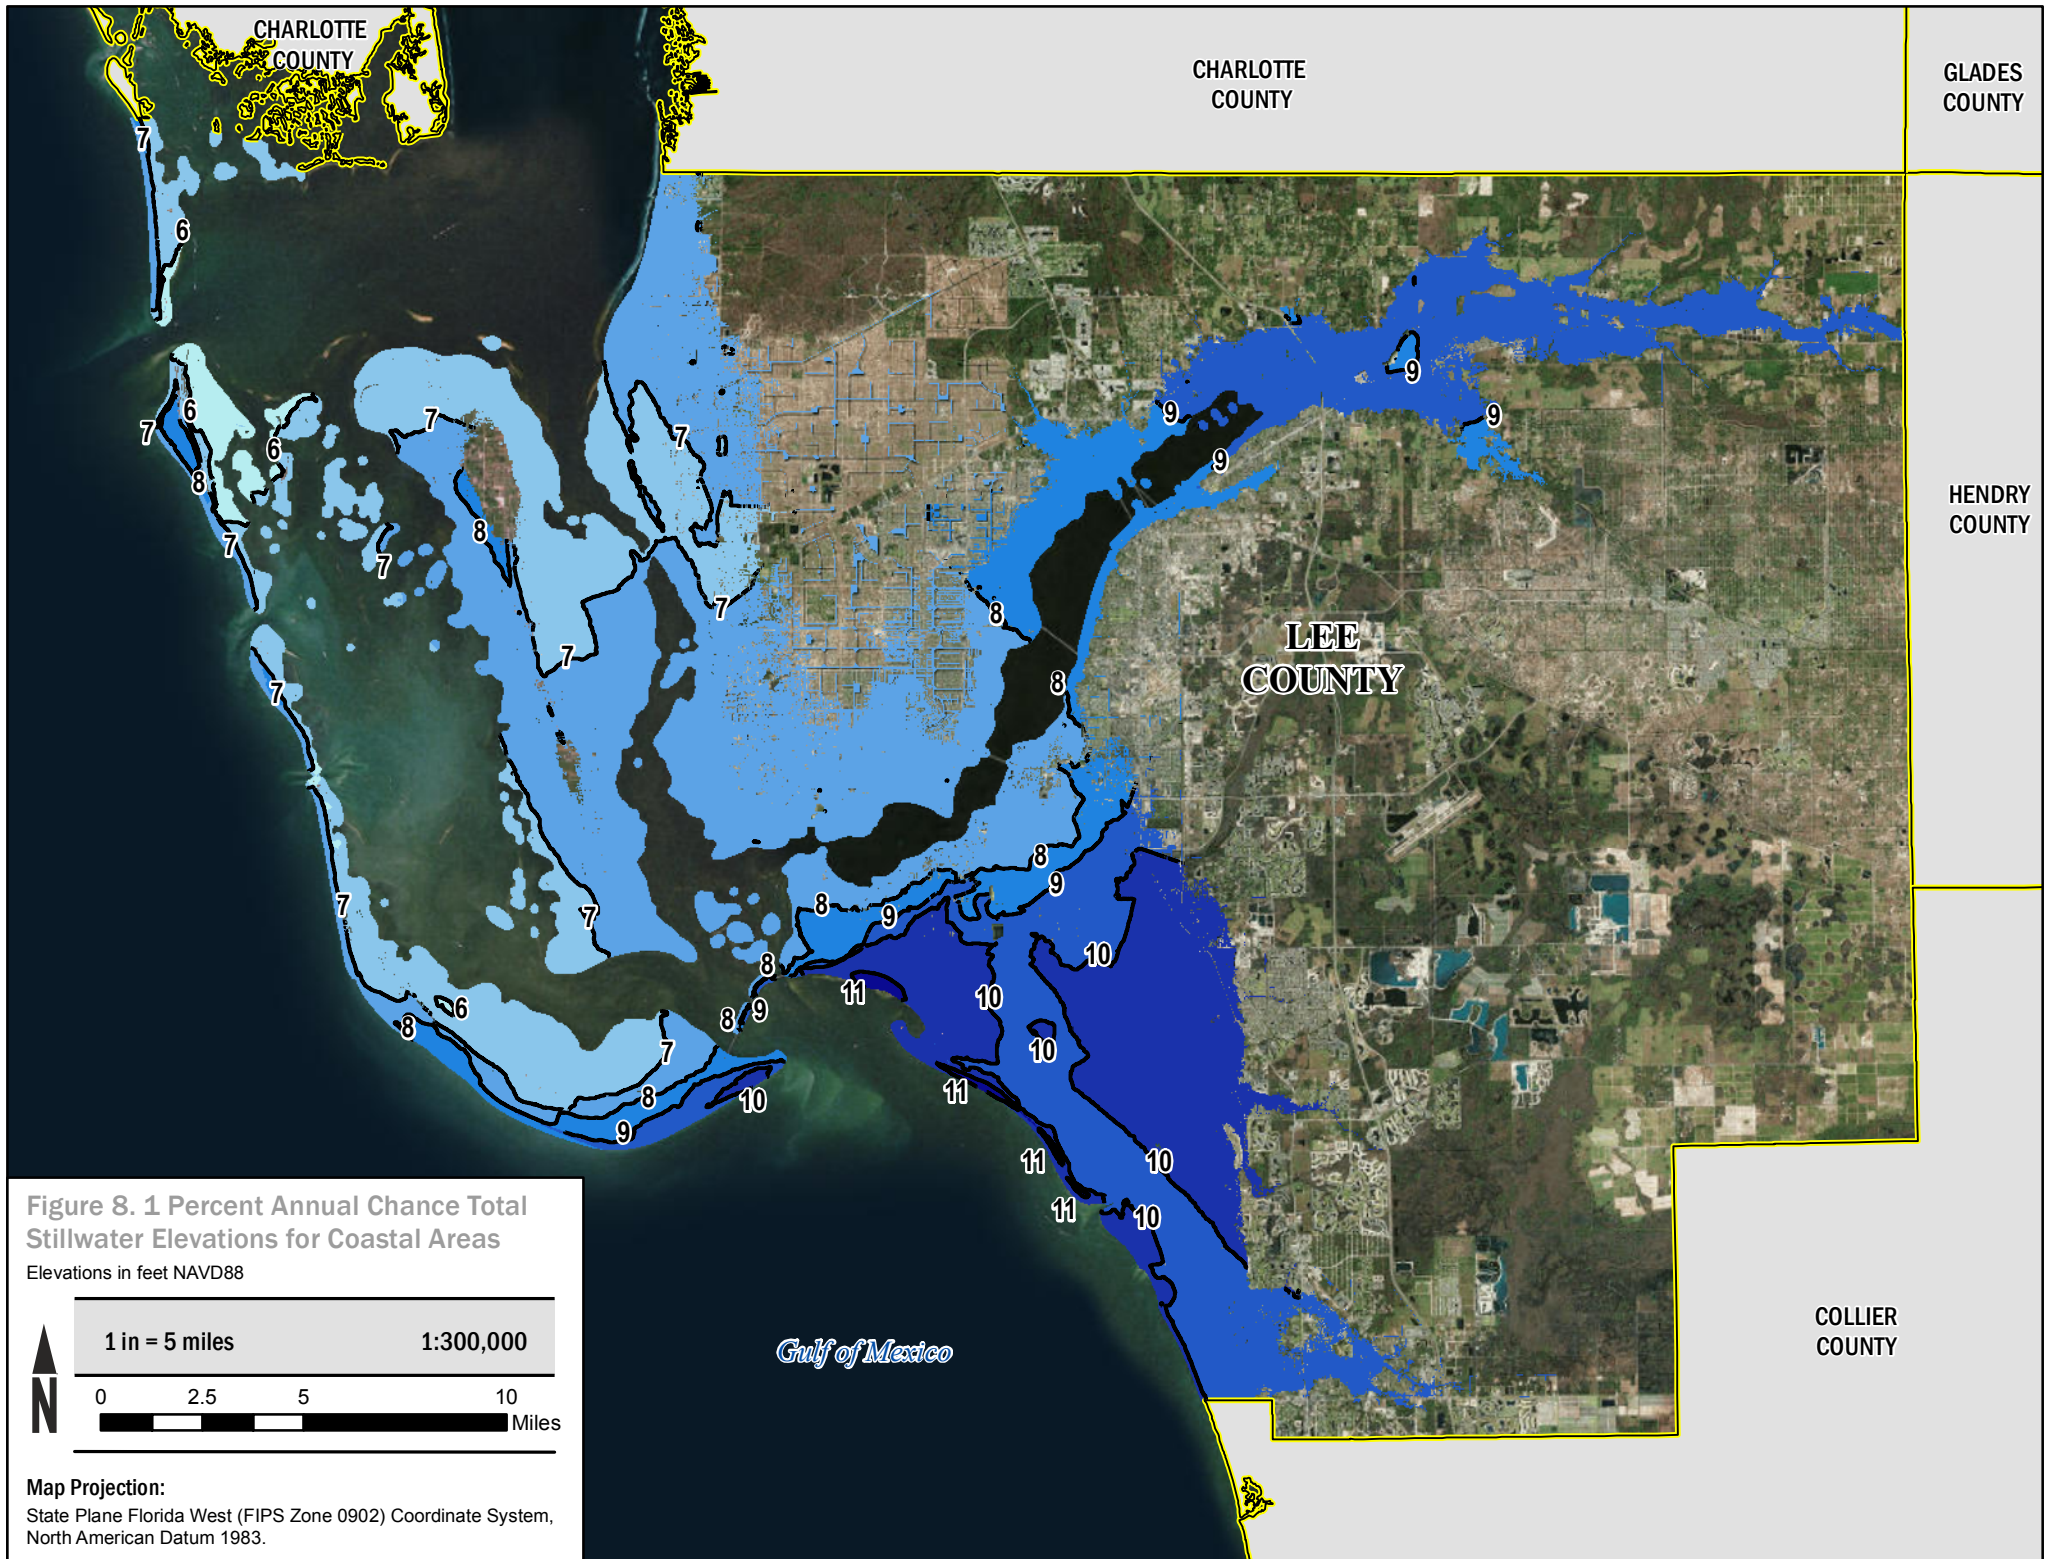 CHARLOTTE
COUNTY
CHARLOTTE
COUNTY
GLADES
COUNTY
7
6
9
6
7
7
7
9
9
6
9
8
HENDRY
COUNTY
8
7
7
7
8
LEE
COUNTY
7
8
7
8
9
7
8
9
7
10
8
11
10
6
8
9
8
10
7
11
8
10
9
11
10
11
10
Gulf of Mexico
COLLIER
COUNTY
Figure 8. 1 Percent Annual Chance Total
Stillwater Elevations for Coastal Areas
Elevations in feet NAVD88
1 in = 5 miles 1:300,000
0 2.5 5 10
Miles
N
Map Projection:
State Plane Florida West (FIPS Zone 0902) Coordinate System,
North American Datum 1983.